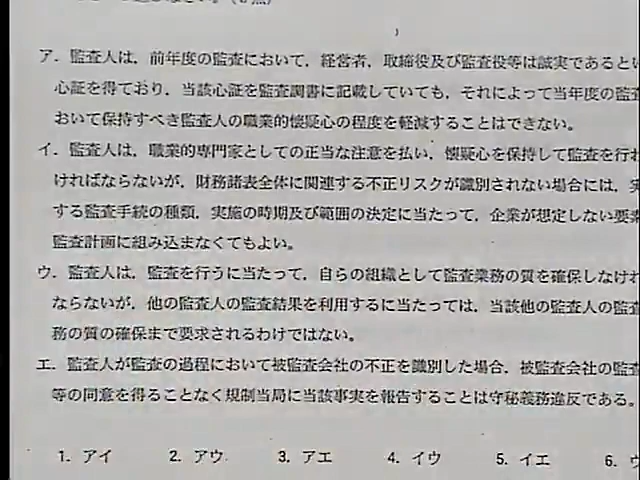 ア．監査人は，前年度の監査において，経営者，取締役及び監査役等は誠実であるとい
心証を得ており，当該心証を監査調書に記載していても，それによって当年度の監査
おいて保持すべき監査人の職業的懐疑心の程度を軽減することはできない。
イ．監査人は，職業的専門家としての正当な注意を払い，懐疑心を保持して監査を行わ
ければならないが，財務諸表全体に関連する不正リスクが識別されない場合には，実
する監査手続の種類，実施の時期及び範囲の決定に当たって，企業が想定しない要素
監査計画に組み込まなくてもよい。
ウ．監査人は，監査を行うに当たって，自らの組織として監査業務の質を確保しなけれ
ならないが，他の監査人の監査結果を利用するに当たっては，当該他の監査人の監査
務の質の確保まで要求されるわけではない。
エ．監査人が監査の過程において被監査会社の不正を識別した場合，被監査会社の監査
等の同意を得ることなく規制当局に当該事実を報告することは守秘義務違反である。
1．アイ 2．アウ 3．アエ 4．イウ 5．イエ 6．ウ